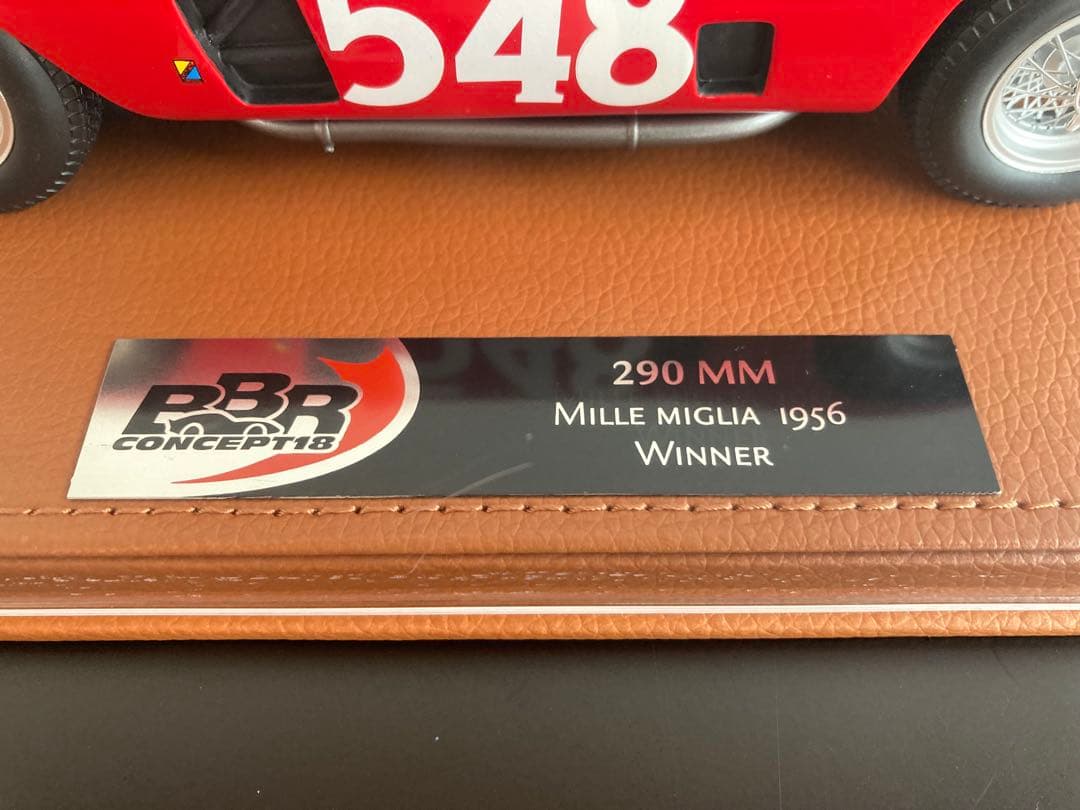 548
BBR
CONCEPT18
290 MM
MILLE MIGLIA 1956
WINNER